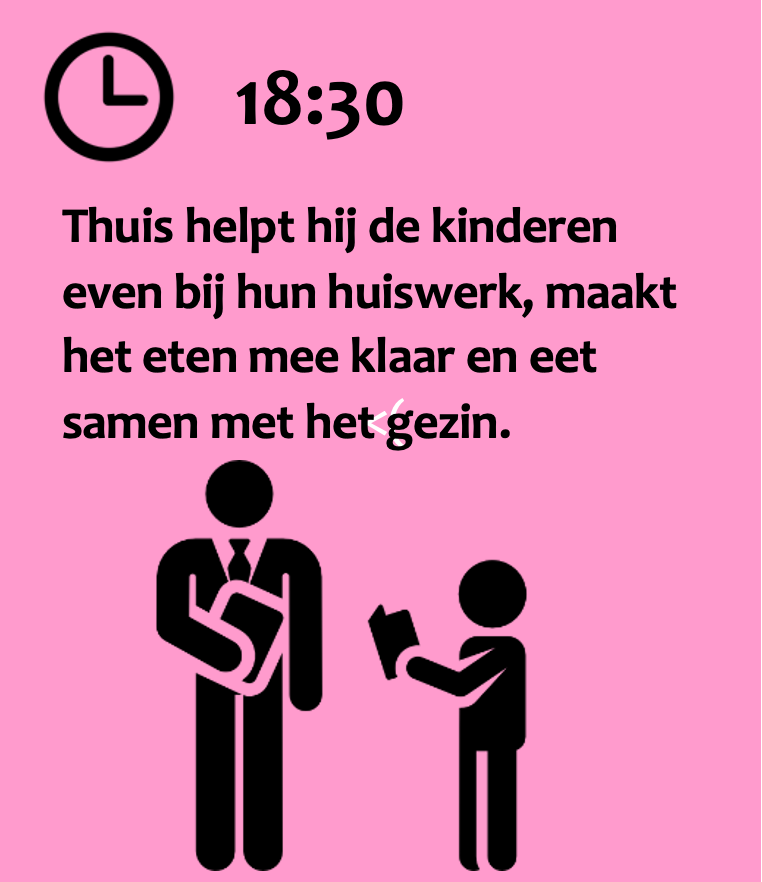 18:30
Thuis helpt hij de kinderen
even bij hun huiswerk, maakt
het eten mee klaar en eet
samen met het gezin.